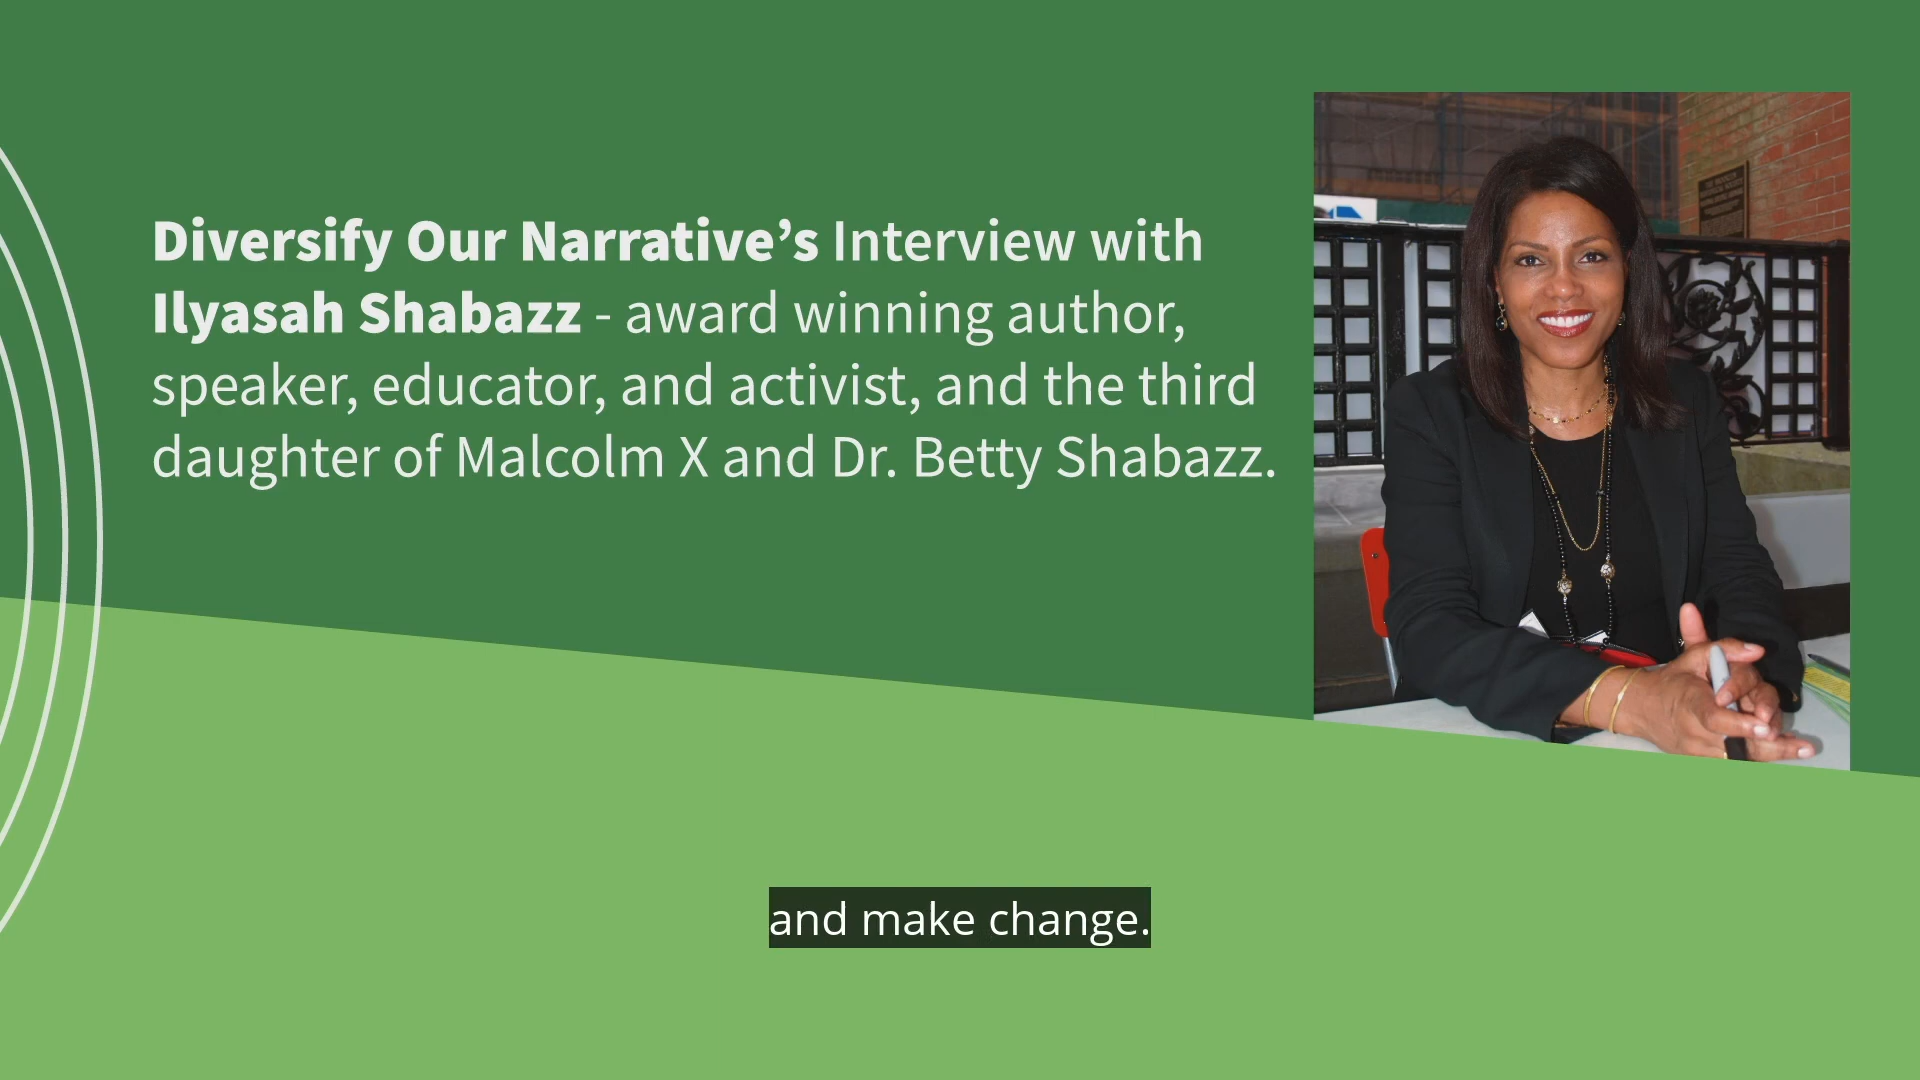 Diversify Our Narrative’s Interview with
Ilyasah Shabazz - award winning author,
speaker, educator, and activist, and the third
daughter of Malcolm X and Dr. Betty Shabazz.
and make change.